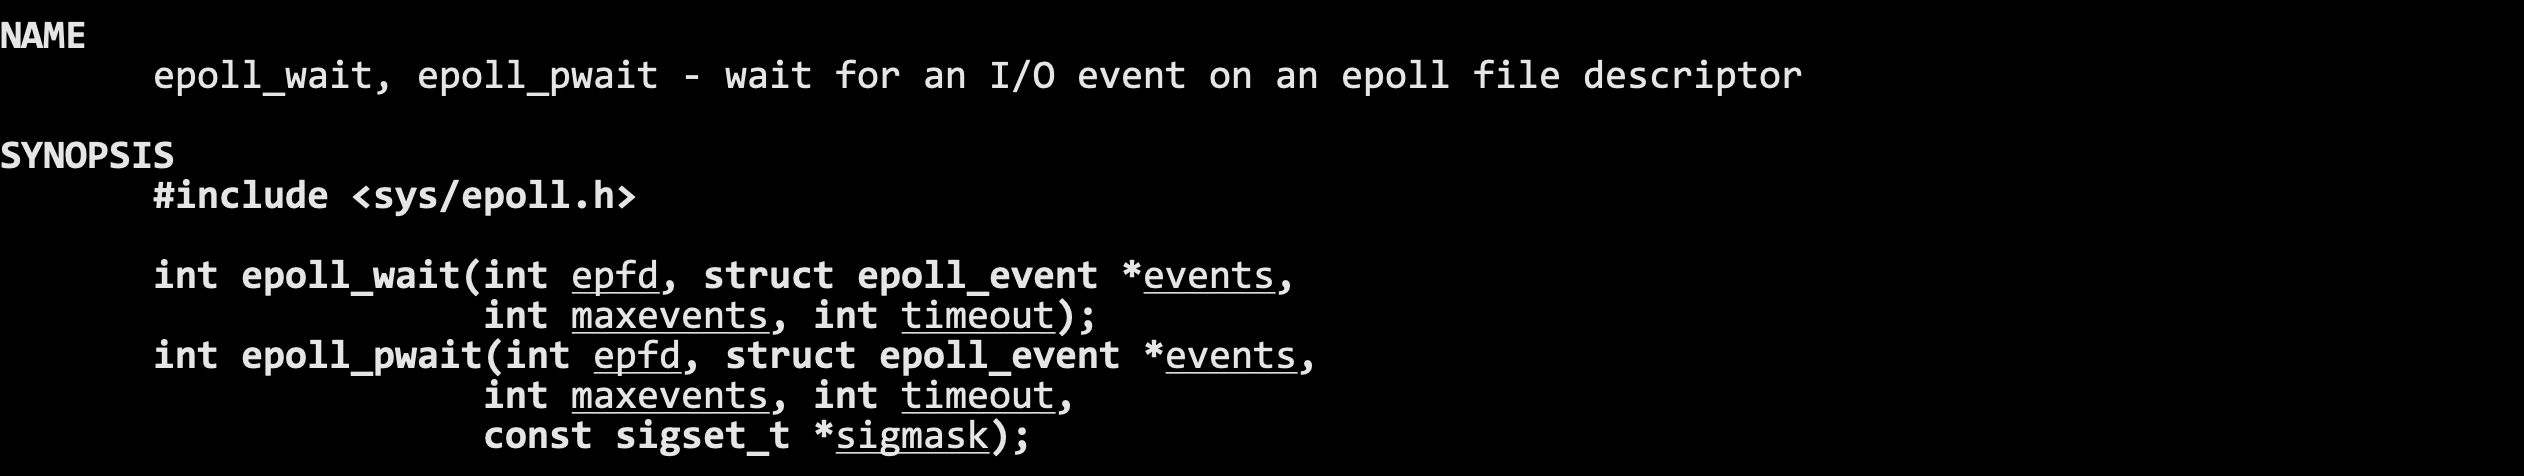 NAME
epoll_wait, epoll_pwait - wait for an I/O event on an epoll file descriptor
SYNOPSIS
#include <sys/epoll.h>
int epoll_wait(int epfd, struct epoll_event *events,
int maxevents, int timeout);
int epoll_pwait(int epfd, struct epoll_event *events,
int maxevents, int timeout,
const sigset_t *sigmask);